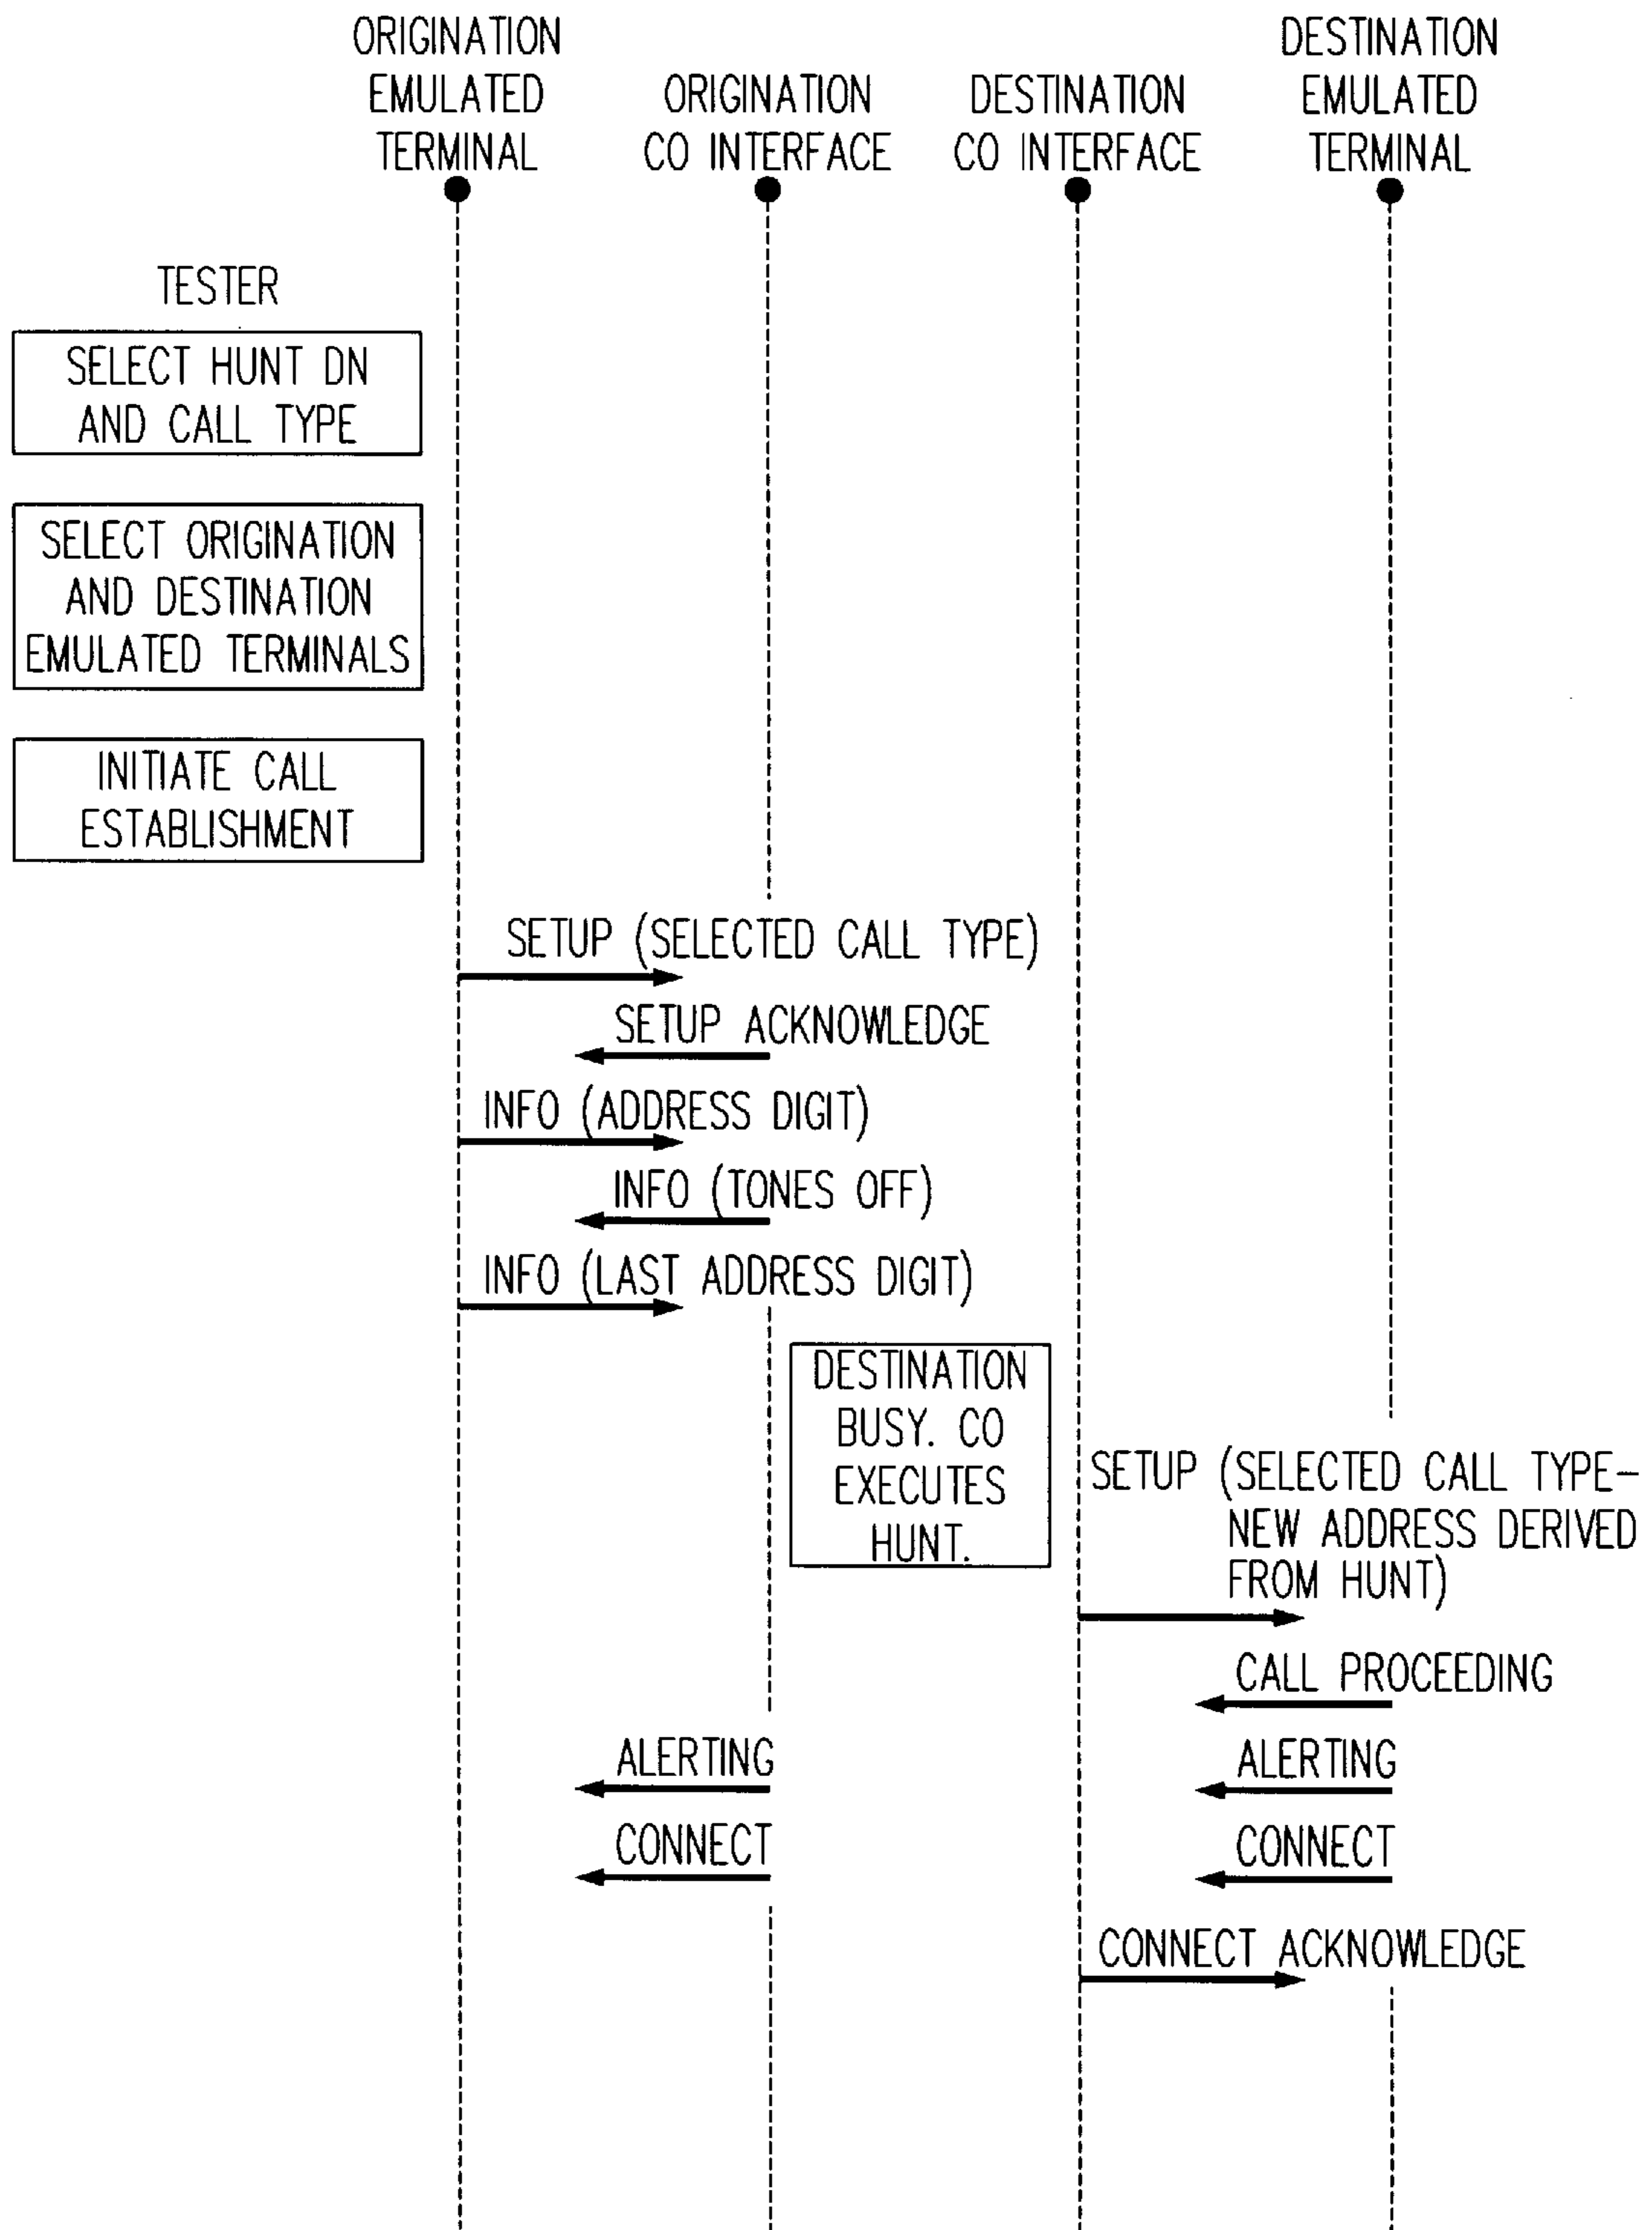 ORIGINATION
EMULATED
TERMINAL
ORIGINATION
CO INTERFACE
DESTINATION
CO INTERFACE
DESTINATION
EMULATED
TERMINAL
TESTER
SELECT HUNT DN
AND CALL TYPE
SELECT ORIGINATION
AND DESTINATION
EMULATED TERMINALS
INITIATE CALL
ESTABLISHMENT
SETUP (SELECTED CALL TYPE)
SETUP ACKNOWLEDGE
INFO (ADDRESS DIGIT)
INFO (TONES OFF)
INFO (LAST ADDRESS DIGIT)
DESTINATION
BUSY. CO
EXECUTES
HUNT.
SETUP (SELECTED CALL TYPE–
NEW ADDRESS DERIVED
FROM HUNT)
CALL PROCEEDING
ALERTING
ALERTING
CONNECT
CONNECT
CONNECT ACKNOWLEDGE